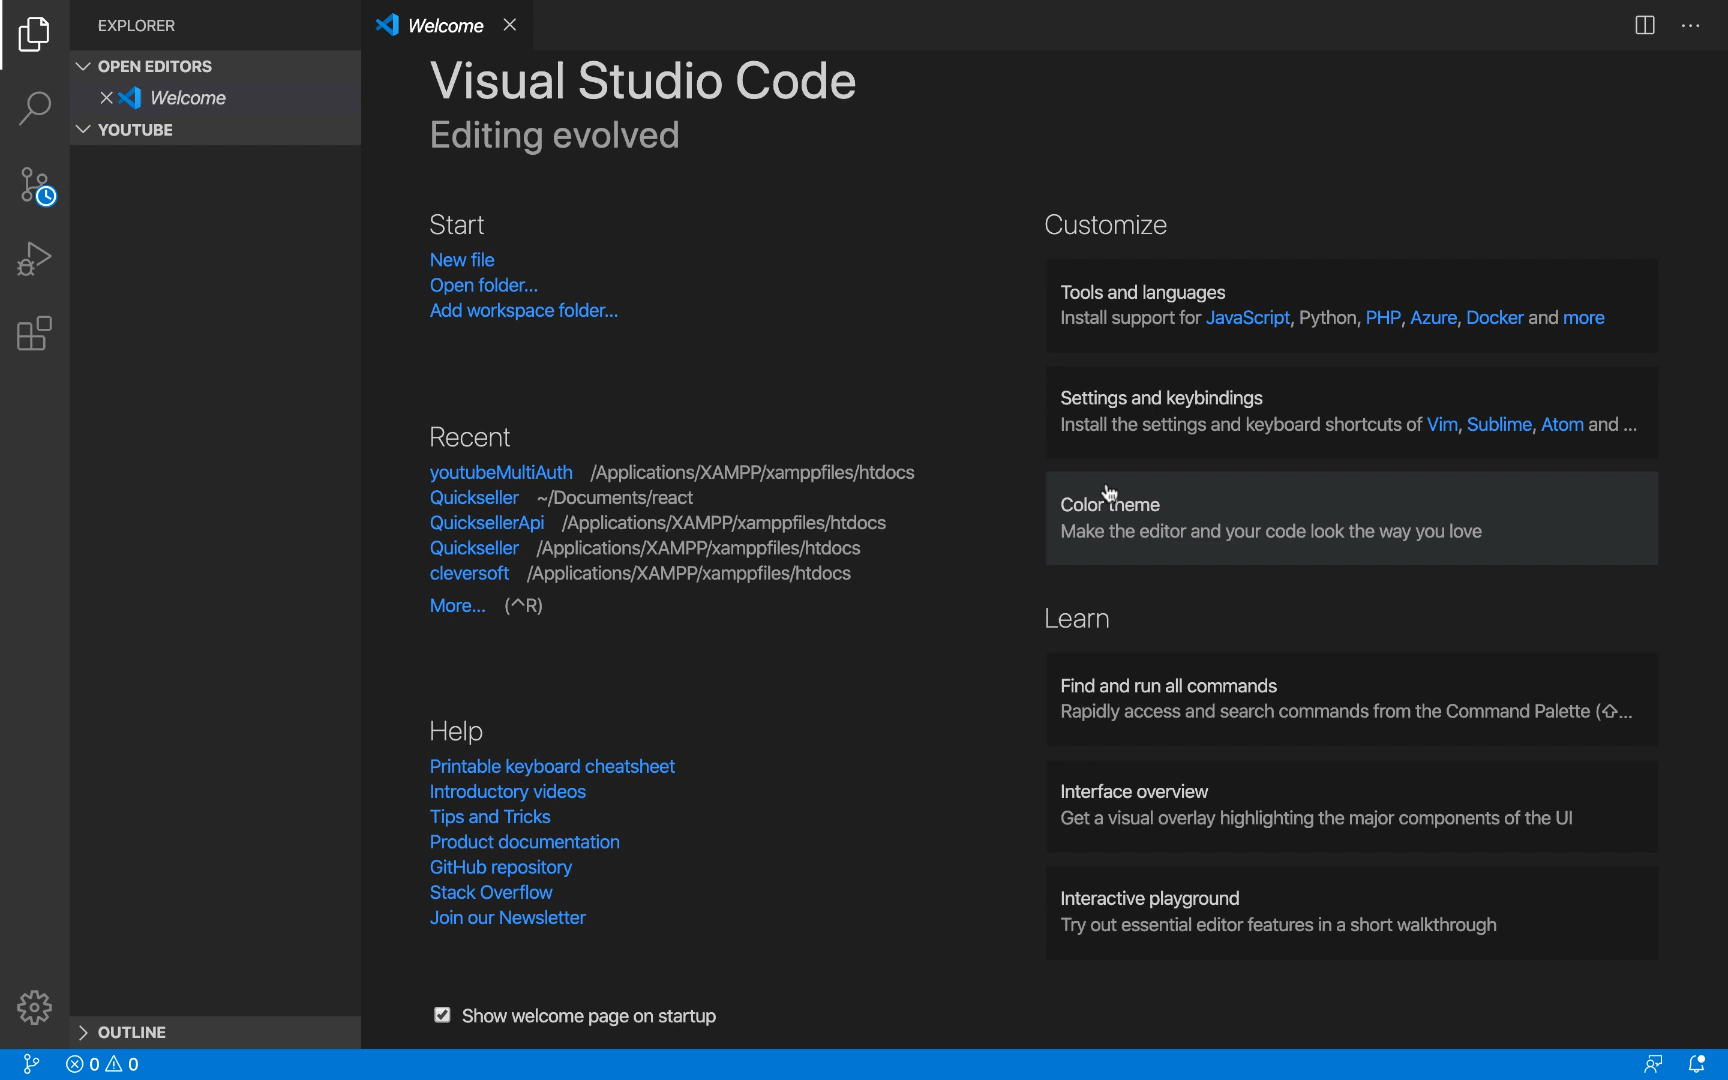 EXPLORER
OPEN EDITORS
Welcome
YOUTUBE
OUTLINE
Welcome
Visual Studio Code
Editing evolved
Start
New file
Open folder...
Add workspace folder...
Recent
youtubeMultiAuth /Applications/XAMPP/xamppfiles/htdocs
Quickseller ~/Documents/react
QuicksellerApi /Applications/XAMPP/xamppfiles/htdocs
Quickseller /Applications/XAMPP/xamppfiles/htdocs
cleversoft /Applications/XAMPP/xamppfiles/htdocs
More... (^R)
Help
Printable keyboard cheatsheet
Introductory videos
Tips and Tricks
Product documentation
GitHub repository
Stack Overflow
Join our Newsletter
Show welcome page on startup
Customize
Tools and languages
Install support for JavaScript, Python, PHP, Azure, Docker and more
Settings and keybindings
Install the settings and keyboard shortcuts of Vim, Sublime, Atom and ...
Color theme
Make the editor and your code look the way you love
Learn
Find and run all commands
Rapidly access and search commands from the Command Palette (⇧...
Interface overview
Get a visual overlay highlighting the major components of the UI
Interactive playground
Try out essential editor features in a short walkthrough
0 0